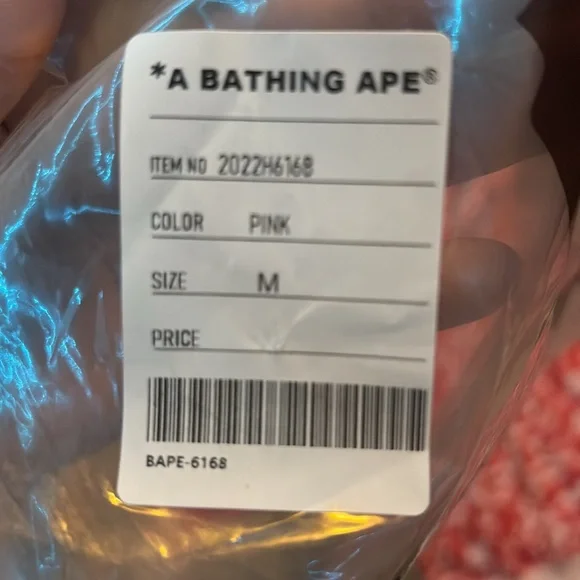 *A BATHING APE®
ITEM NO 2022H6168
COLOR PINK
SIZE M
PRICE
BAPE-6168